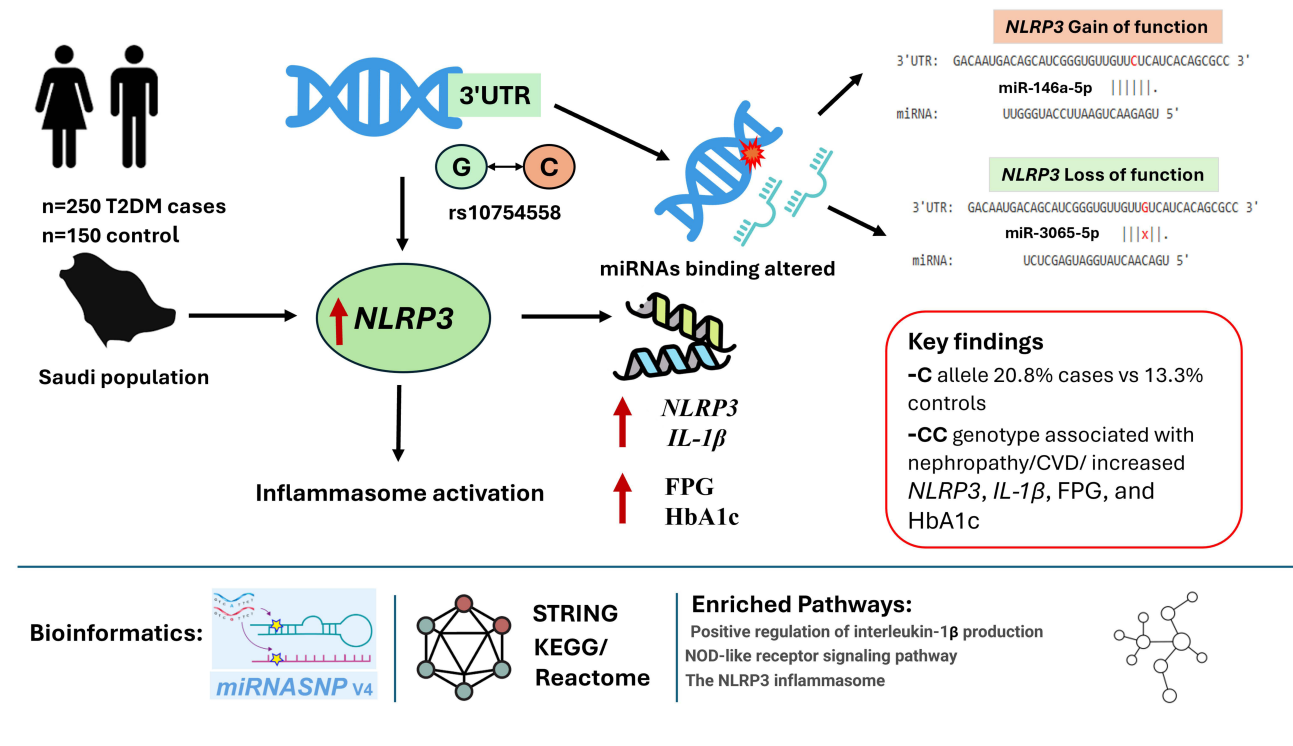 n=250 T2DM cases
n=150 control
Saudi population
3'UTR
G
C
rs10754558
NLRP3
Inflammasome activation
miRNAs binding altered
NLRP3
IL-1β
FPG
HbA1c
NLRP3 Gain of function
3'UTR: GACAAUGACAGCAUCGGGUGUUGUUCUCAUCACAGCGCC 3'
miR-146a-5p ||||||.
miRNA: UUGGGUACCUUAAGUCAAGAGU 5'
NLRP3 Loss of function
3'UTR: GACAAUGACAGCAUCGGGUGUUGUUGUCAUCACAGCGCC 3'
miR-3065-5p |||x||.
miRNA: UCUCGAGUAGGUAUCAACAGU 5'
Key findings
-C allele 20.8% cases vs 13.3%
controls
-CC genotype associated with
nephropathy/CVD/ increased
NLRP3, IL-1β, FPG, and
HbA1c
Bioinformatics:
miRNASNP V4
STRING
KEGG/
Reactome
Enriched Pathways:
Positive regulation of interleukin-1β production
NOD-like receptor signaling pathway
The NLRP3 inflammasome